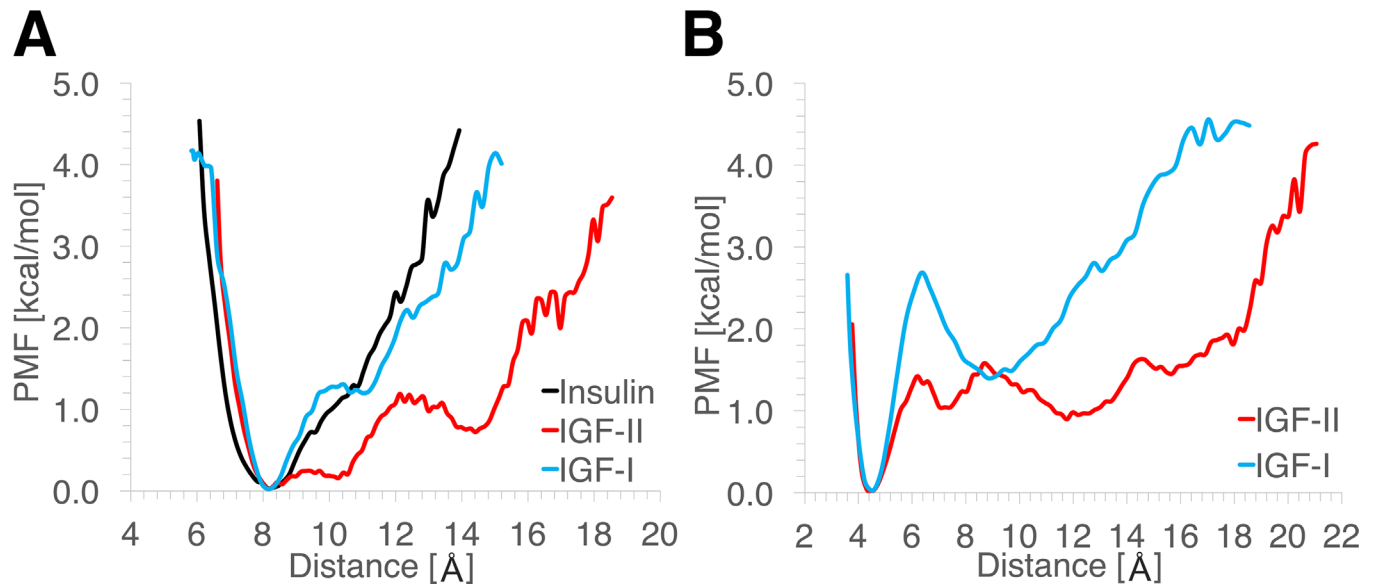 A
B
PMF [kcal/mol]
5.0
4.0
3.0
2.0
1.0
0.0
4 6 8 10 12 14 16 18 20
Distance [Å]
Insulin
IGF-II
IGF-I
PMF [kcal/mol]
5.0
4.0
3.0
2.0
1.0
0.0
2 4 6 8 10 12 14 16 18 20 22
Distance [Å]
IGF-II
IGF-I